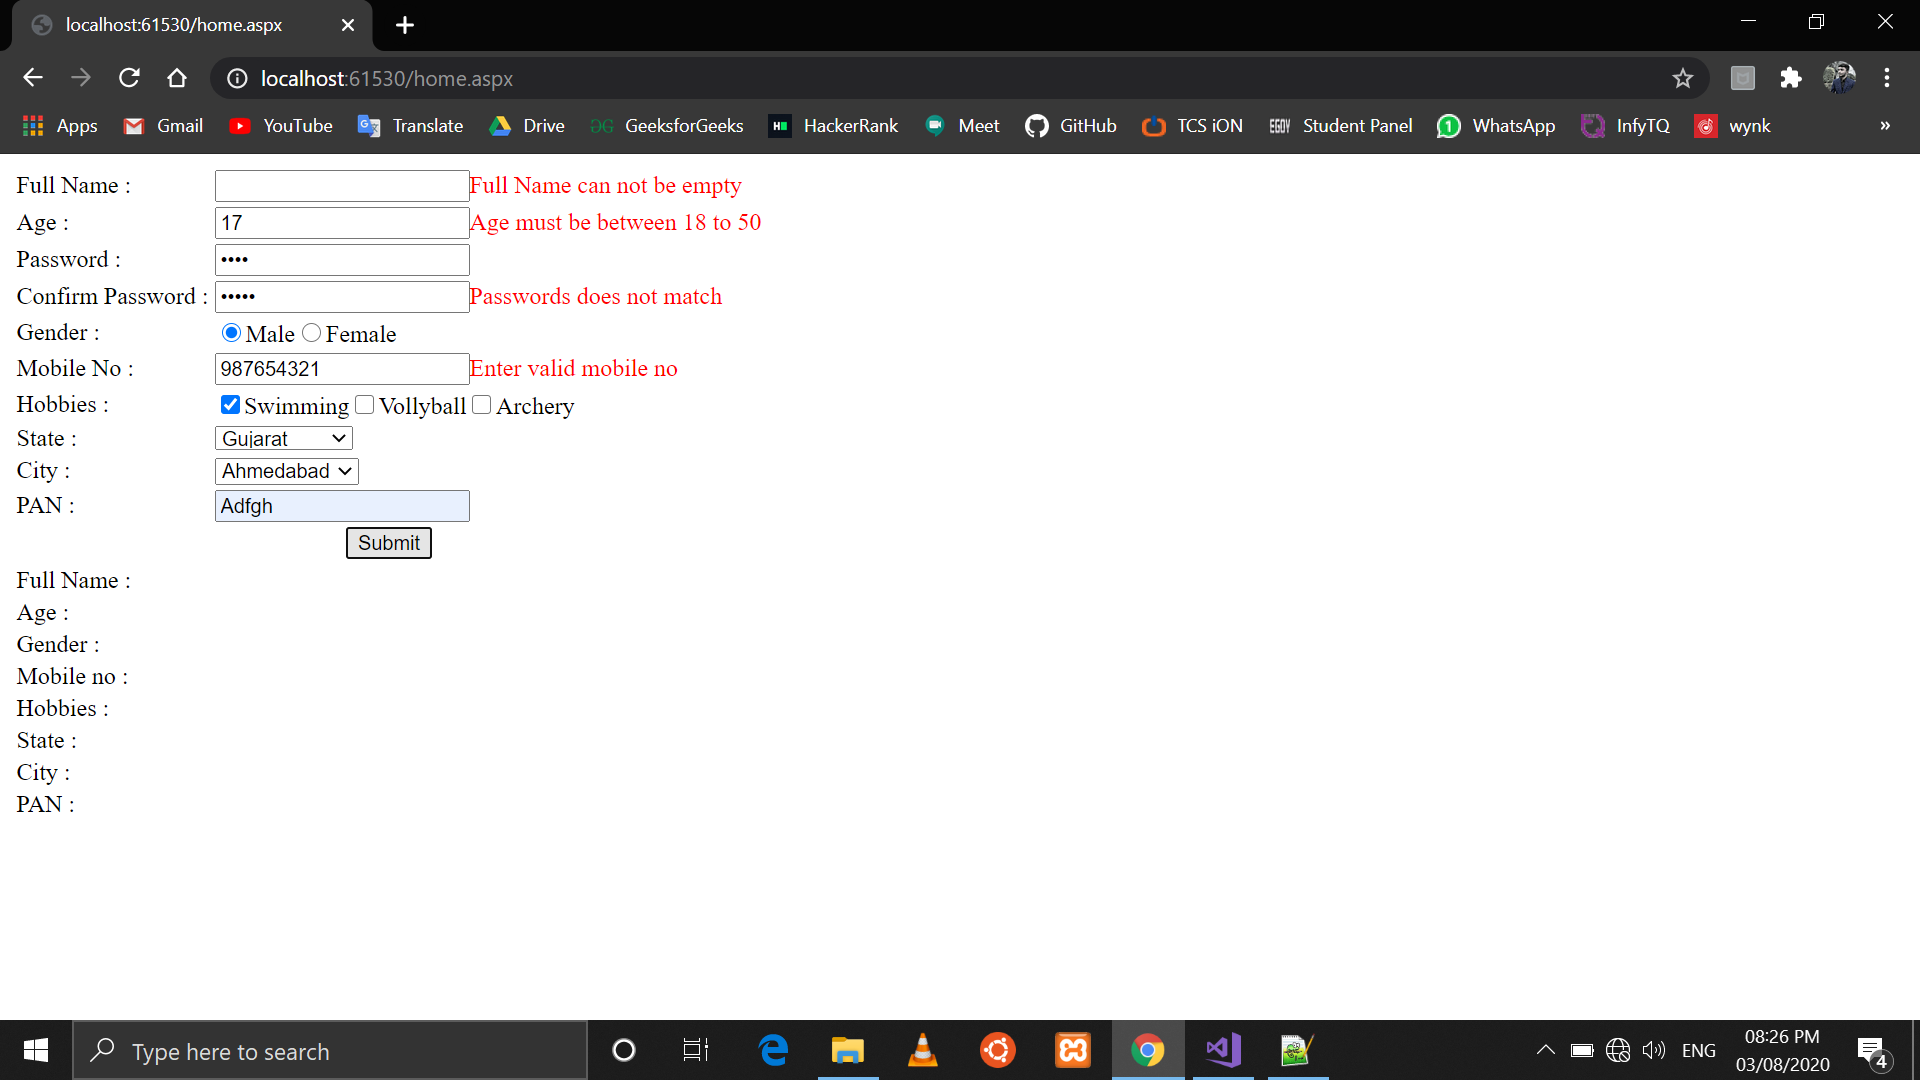 localhost:61530/home.aspx
localhost:61530/home.aspx
Apps Gmail YouTube Translate Drive GeeksforGeeks HackerRank Meet GitHub TCS iON EGOV Student Panel 1 WhatsApp InfyTQ wynk »
Full Name : Full Name can not be empty
Age : 17 Age must be between 18 to 50
Password : ••••
Confirm Password : ••••• Passwords does not match
Gender : Male Female
Mobile No : 987654321 Enter valid mobile no
Hobbies : Swimming Vollyball Archery
State : Gujarat
City : Ahmedabad
PAN : Adfgh
Submit
Full Name :
Age :
Gender :
Mobile no :
Hobbies :
State :
City :
PAN :
Type here to search
ENG
08:26 PM
03/08/2020
4